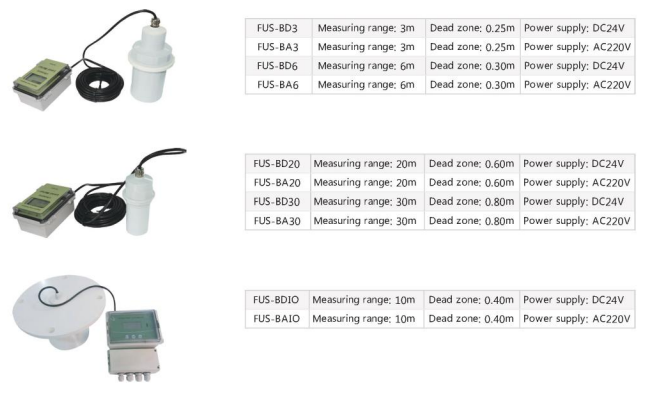 FUS-BD3 Measuring range: 3m Dead zone: 0.25m Power supply: DC24V
FUS-BA3 Measuring range: 3m Dead zone: 0.25m Power supply: AC220V
FUS-BD6 Measuring range: 6m Dead zone: 0.30m Power supply: DC24V
FUS-BA6 Measuring range: 6m Dead zone: 0.30m Power supply: AC220V
FUS-BD20 Measuring range: 20m Dead zone: 0.60m Power supply: DC24V
FUS-BA20 Measuring range: 20m Dead zone: 0.60m Power supply: AC220V
FUS-BD30 Measuring range: 30m Dead zone: 0.80m Power supply: DC24V
FUS-BA30 Measuring range: 30m Dead zone: 0.80m Power supply: AC220V
FUS-BDIO Measuring range: 10m Dead zone: 0.40m Power supply: DC24V
FUS-BAIO Measuring range: 10m Dead zone: 0.40m Power supply: AC220V